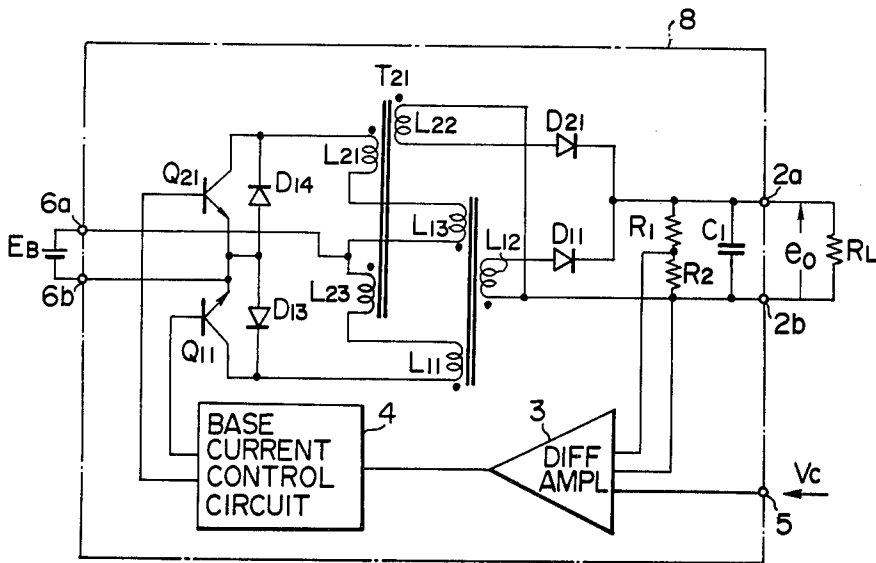 8
T21
L22
D21
L21
Q21
D14
2a
6a
L13
R1
C1
L12
D11
EB
eo
RL
R2
6b
L23
D13
2b
Q11
L11
4
3
BASE
CURRENT
CONTROL
CIRCUIT
DIFF
AMPL
Vc
5